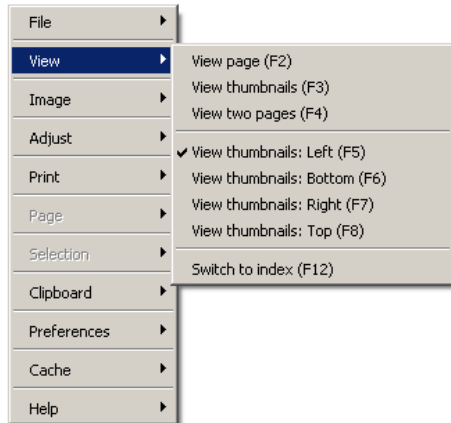 File
View
Image
Adjust
Print
Page
Selection
Clipboard
Preferences
Cache
Help
View page (F2)
View thumbnails (F3)
View two pages (F4)
View thumbnails: Left (F5)
View thumbnails: Bottom (F6)
View thumbnails: Right (F7)
View thumbnails: Top (F8)
Switch to index (F12)